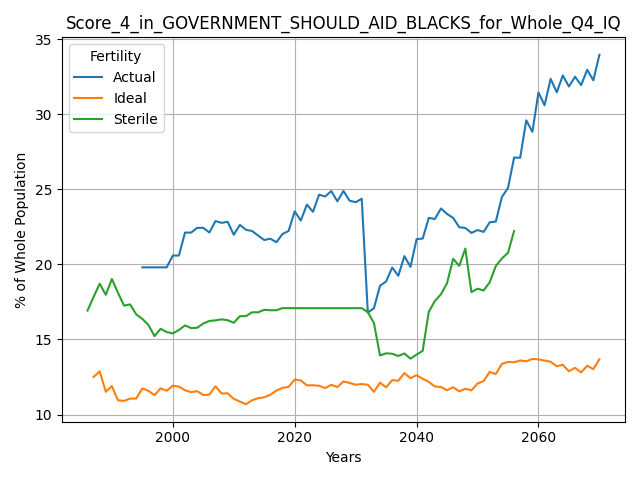 Score_4_in_GOVERNMENT_SHOULD_AID_BLACKS_for_Whole_Q4_IQ
Fertility
Actual
Ideal
Sterile
% of Whole Population
35
30
25
20
15
10
2000
2020
2040
2060
Years